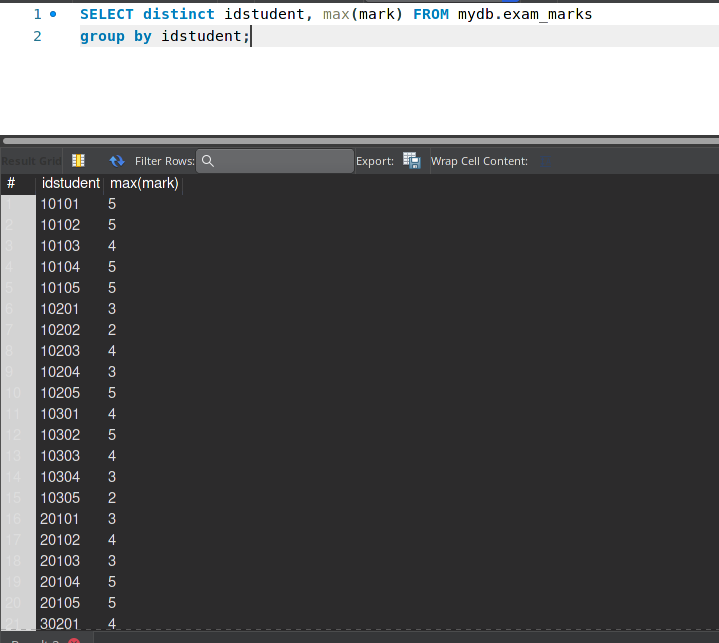 1 SELECT distinct idstudent, max(mark) FROM mydb.exam_marks
2 group by idstudent;
Result Grid Filter Rows: Export: Wrap Cell Content:
# idstudent max(mark)
1 10101 5
2 10102 5
3 10103 4
4 10104 5
5 10105 5
6 10201 3
7 10202 2
8 10203 4
9 10204 3
10 10205 5
11 10301 4
12 10302 5
13 10303 4
14 10304 3
15 10305 2
16 20101 3
17 20102 4
18 20103 3
19 20104 5
20 20105 5
21 30201 4